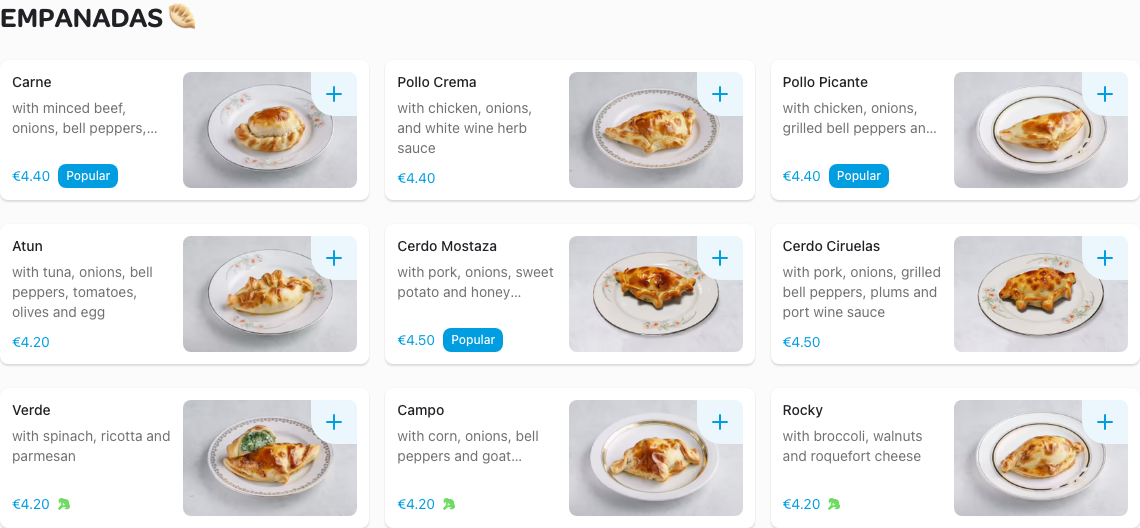 EMPANADAS
Carne
with minced beef,
onions, bell peppers,...
€4.40 Popular
Pollo Crema
with chicken, onions,
and white wine herb
sauce
€4.40
Pollo Picante
with chicken, onions,
grilled bell peppers an...
€4.40 Popular
Atun
with tuna, onions, bell
peppers, tomatoes,
olives and egg
€4.20
Cerdo Mostaza
with pork, onions, sweet
potato and honey...
€4.50 Popular
Cerdo Ciruelas
with pork, onions, grilled
bell peppers, plums and
port wine sauce
€4.50
Verde
with spinach, ricotta and
parmesan
€4.20
Campo
with corn, onions, bell
peppers and goat...
€4.20
Rocky
with broccoli, walnuts
and roquefort cheese
€4.20